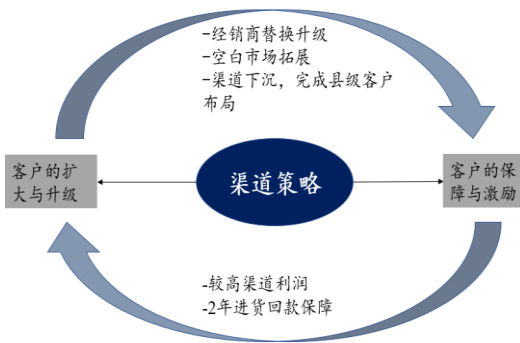 -经销商替换升级
-空白市场拓展
-渠道下沉，完成县级客户
布局
客户的扩
大与升级
渠道策略
客户的保
障与激励
-较高渠道利润
-2年进货回款保障